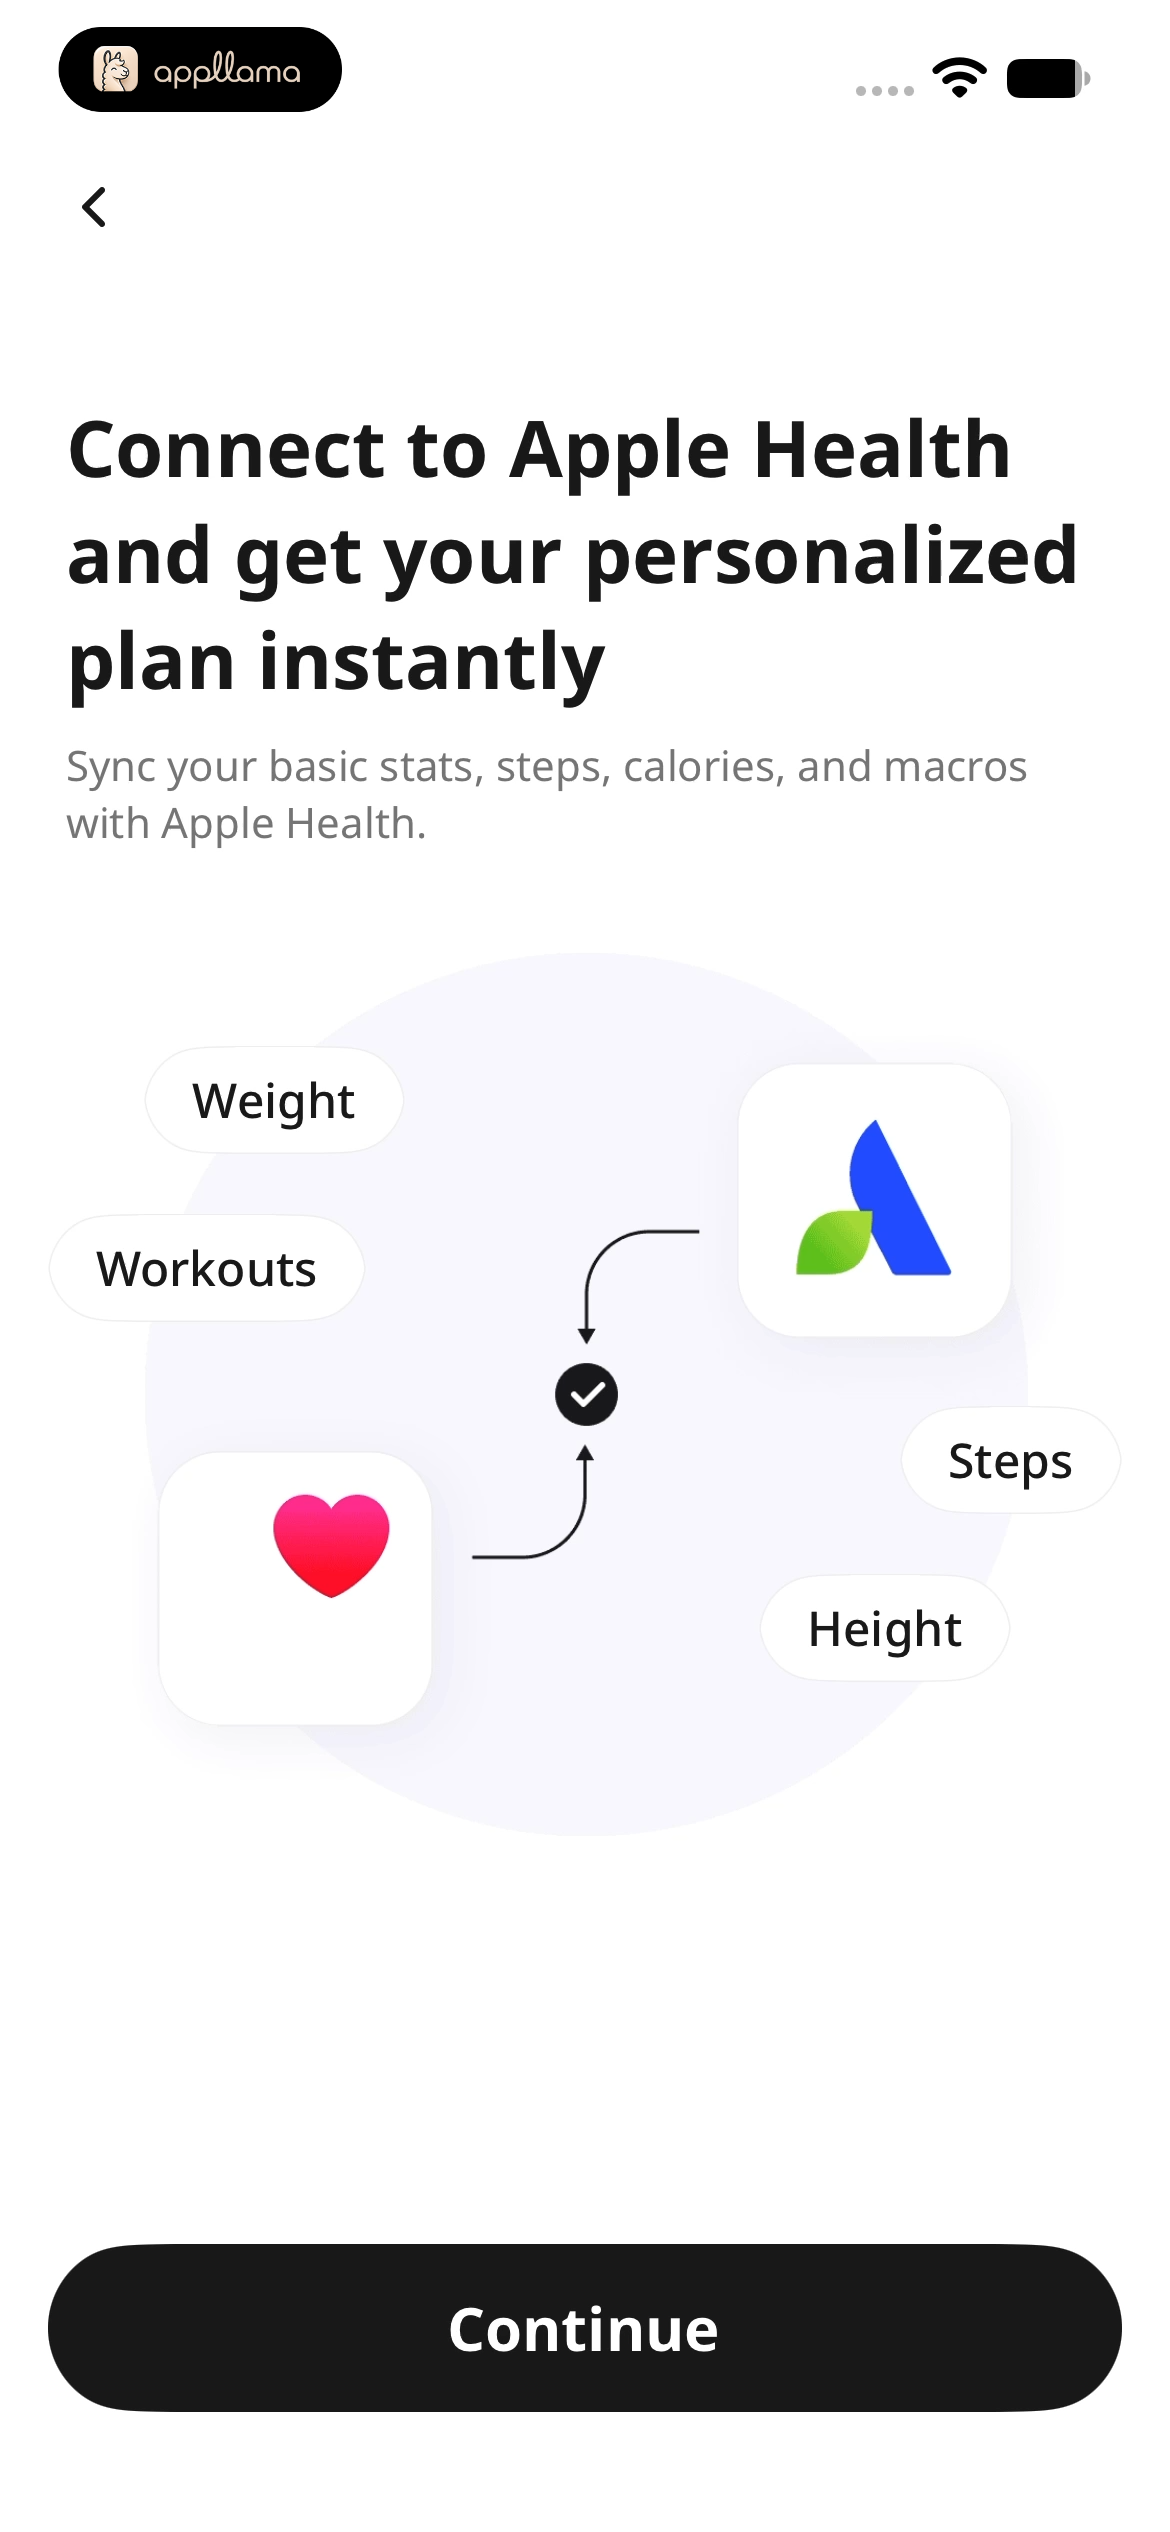 appllama
Connect to Apple Health
and get your personalized
plan instantly
Sync your basic stats, steps, calories, and macros
with Apple Health.
Weight
Workouts
Steps
Height
Continue